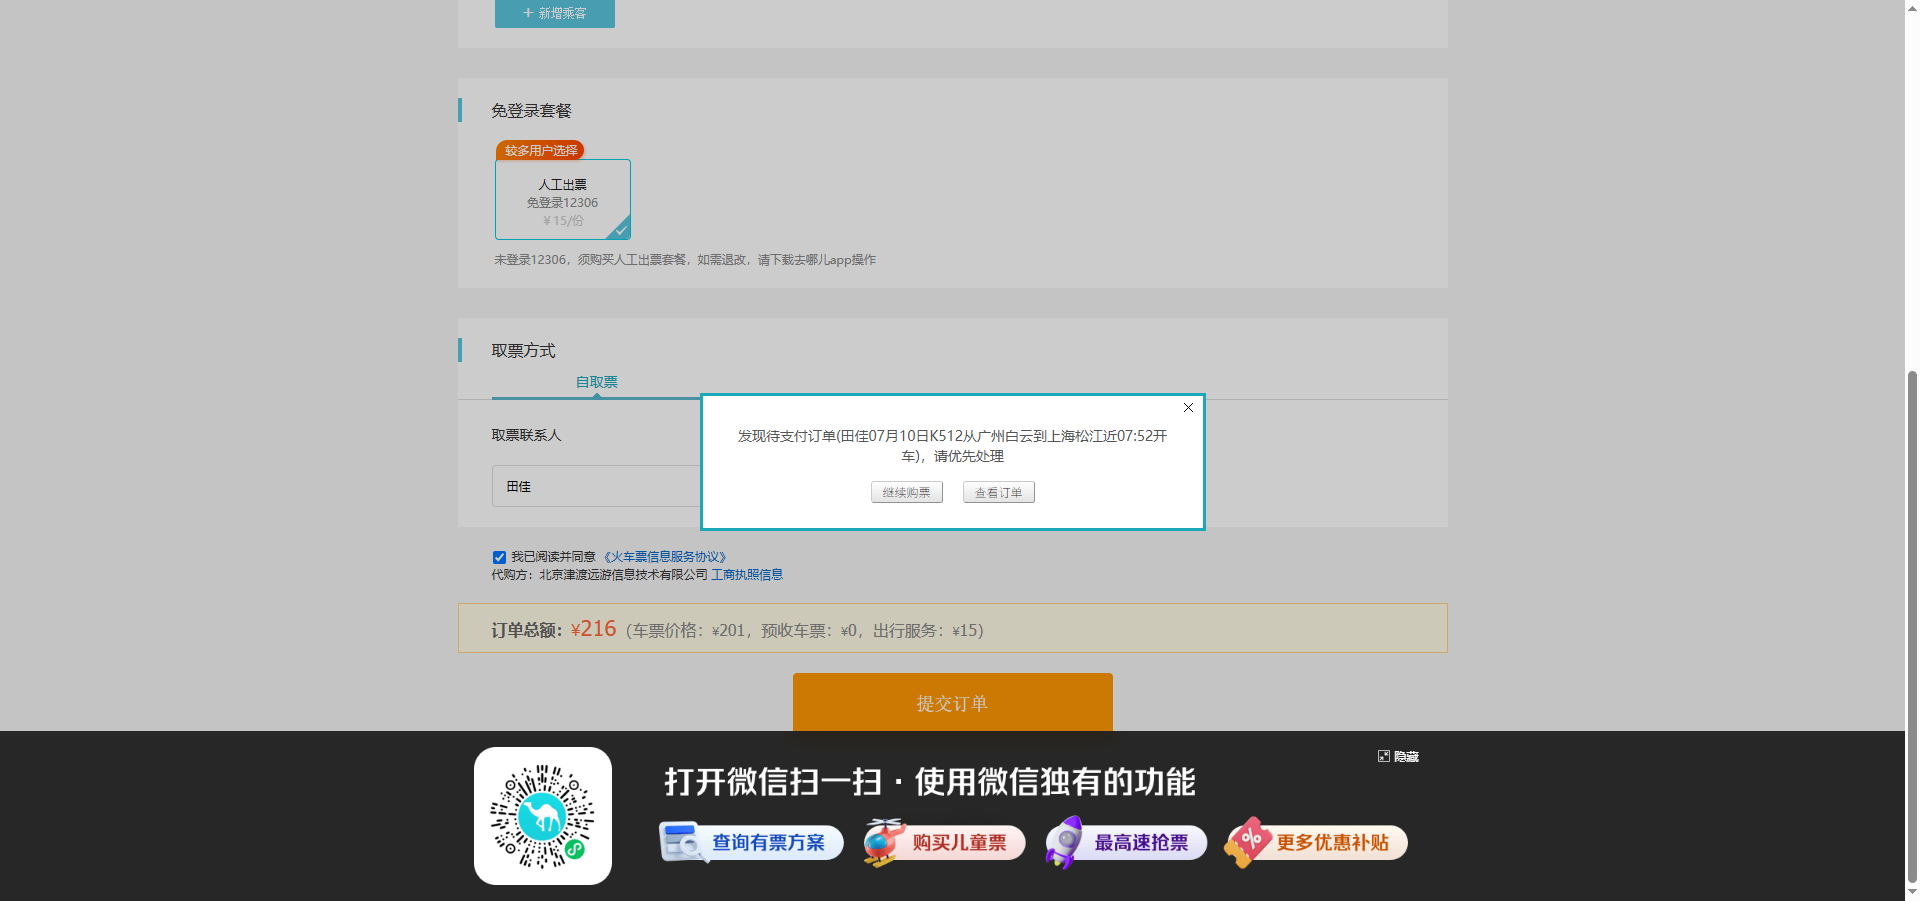 新增乘客
免登录套餐
较多用户选择
人工出票
免登录12306
¥15/份
未登录12306，须购买人工出票套餐，如需退改，请下载去哪儿app操作
取票方式
自取票
取票联系人
田佳
发现待支付订单(田佳07月10日K512从广州白云到上海松江近07:52开
车)，请优先处理
继续购票 查看订单
我已阅读并同意 《火车票信息服务协议》
代购方：北京津渡远游信息技术有限公司 工商执照信息
订单总额：¥216（车票价格：¥201，预收车票：¥0，出行服务：¥15）
提交订单
隐藏
打开微信扫一扫·使用微信独有的功能
查询有票方案 购买儿童票 最高速抢票 更多优惠补贴